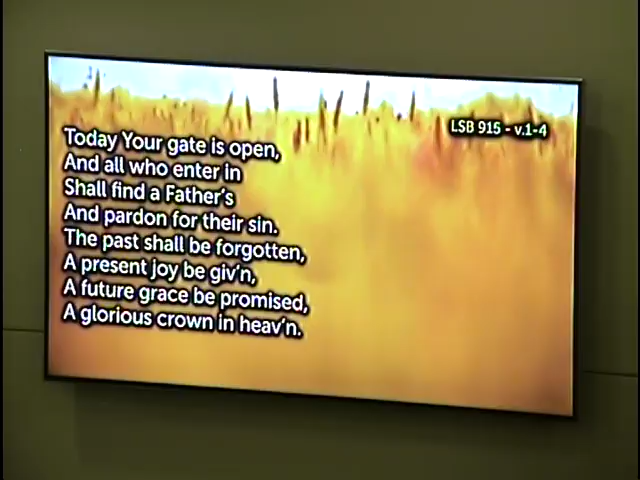 LSB 915 - v.1-4
Today Your gate is open,
And all who enter in
Shall find a Father's
And pardon for their sin.
The past shall be forgotten,
A present joy be giv'n,
A future grace be promised,
A glorious crown in heav'n.